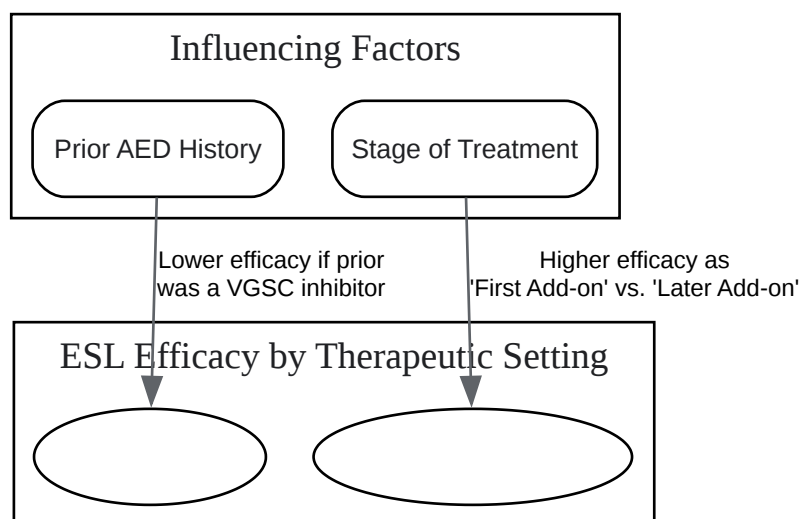 Influencing Factors
Prior AED History
Stage of Treatment
Lower efficacy if prior
was a VGSC inhibitor
Higher efficacy as
'First Add-on' vs. 'Later Add-on'
ESL Efficacy by Therapeutic Setting